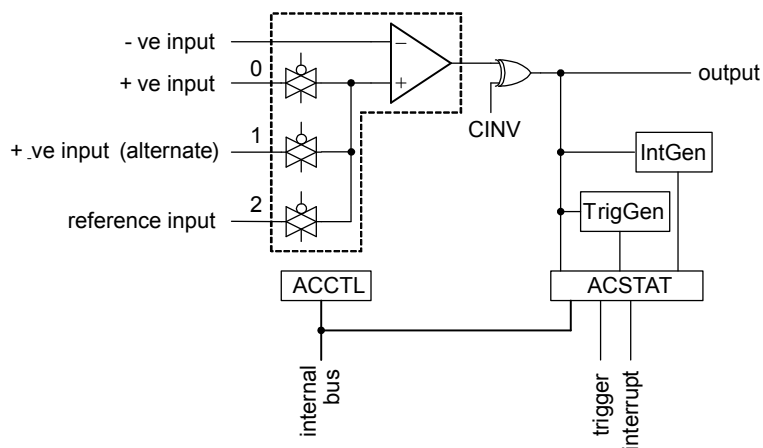 - ve input
+ ve input
0
+ ve input (alternate)
1
reference input
2
−
+
CINV
output
IntGen
TrigGen
ACCTL
ACSTAT
internal
bus
trigger
interrupt